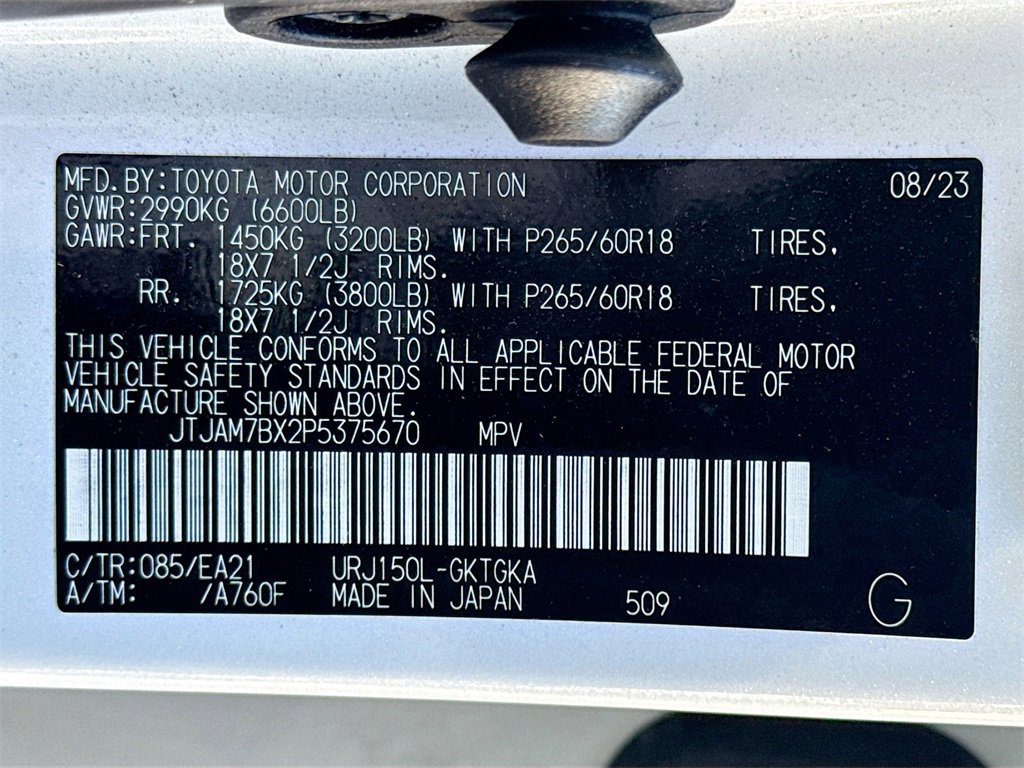 MFD.BY:TOYOTA MOTOR CORPORATION 08/23
GVWR:2990KG (6600LB)
GAWR:FRT. 1450KG (3200LB) WITH P265/60R18 TIRES.
18X7 1/2J RIMS.
RR. 1725KG (3800LB) WITH P265/60R18 TIRES.
18X7 1/2J RIMS.
THIS VEHICLE CONFORMS TO ALL APPLICABLE FEDERAL MOTOR
VEHICLE SAFETY STANDARDS IN EFFECT ON THE DATE OF
MANUFACTURE SHOWN ABOVE.
JTJAM7BX2P5375670 MPV
C/TR:085/EA21 URJ150L-GKTGKA
A/TM: /A760F MADE IN JAPAN 509 G